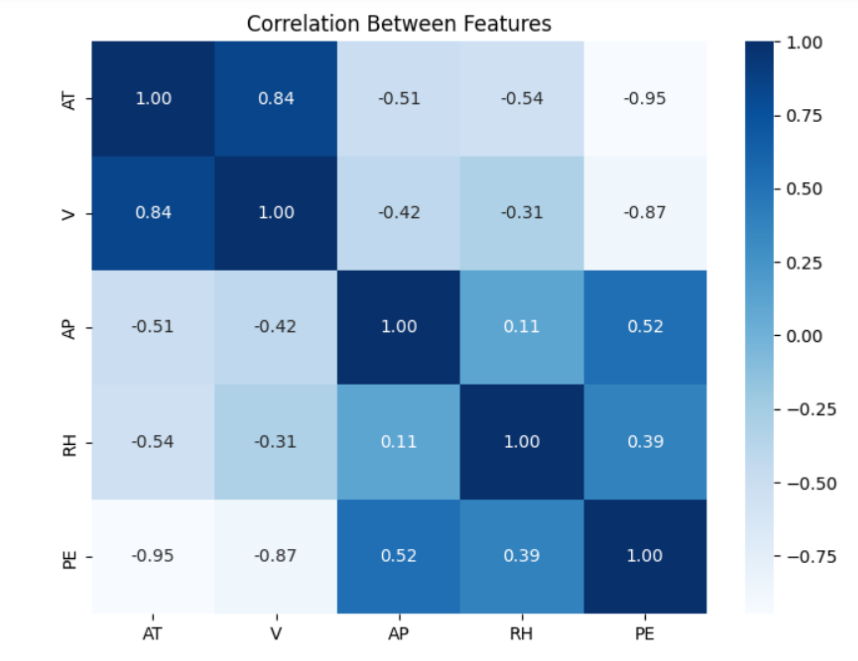 Correlation Between Features
AT 1.00 0.84 -0.51 -0.54 -0.95
V 0.84 1.00 -0.42 -0.31 -0.87
AP -0.51 -0.42 1.00 0.11 0.52
RH -0.54 -0.31 0.11 1.00 0.39
PE -0.95 -0.87 0.52 0.39 1.00
AT V AP RH PE
1.00
0.75
0.50
0.25
0.00
−0.25
−0.50
−0.75